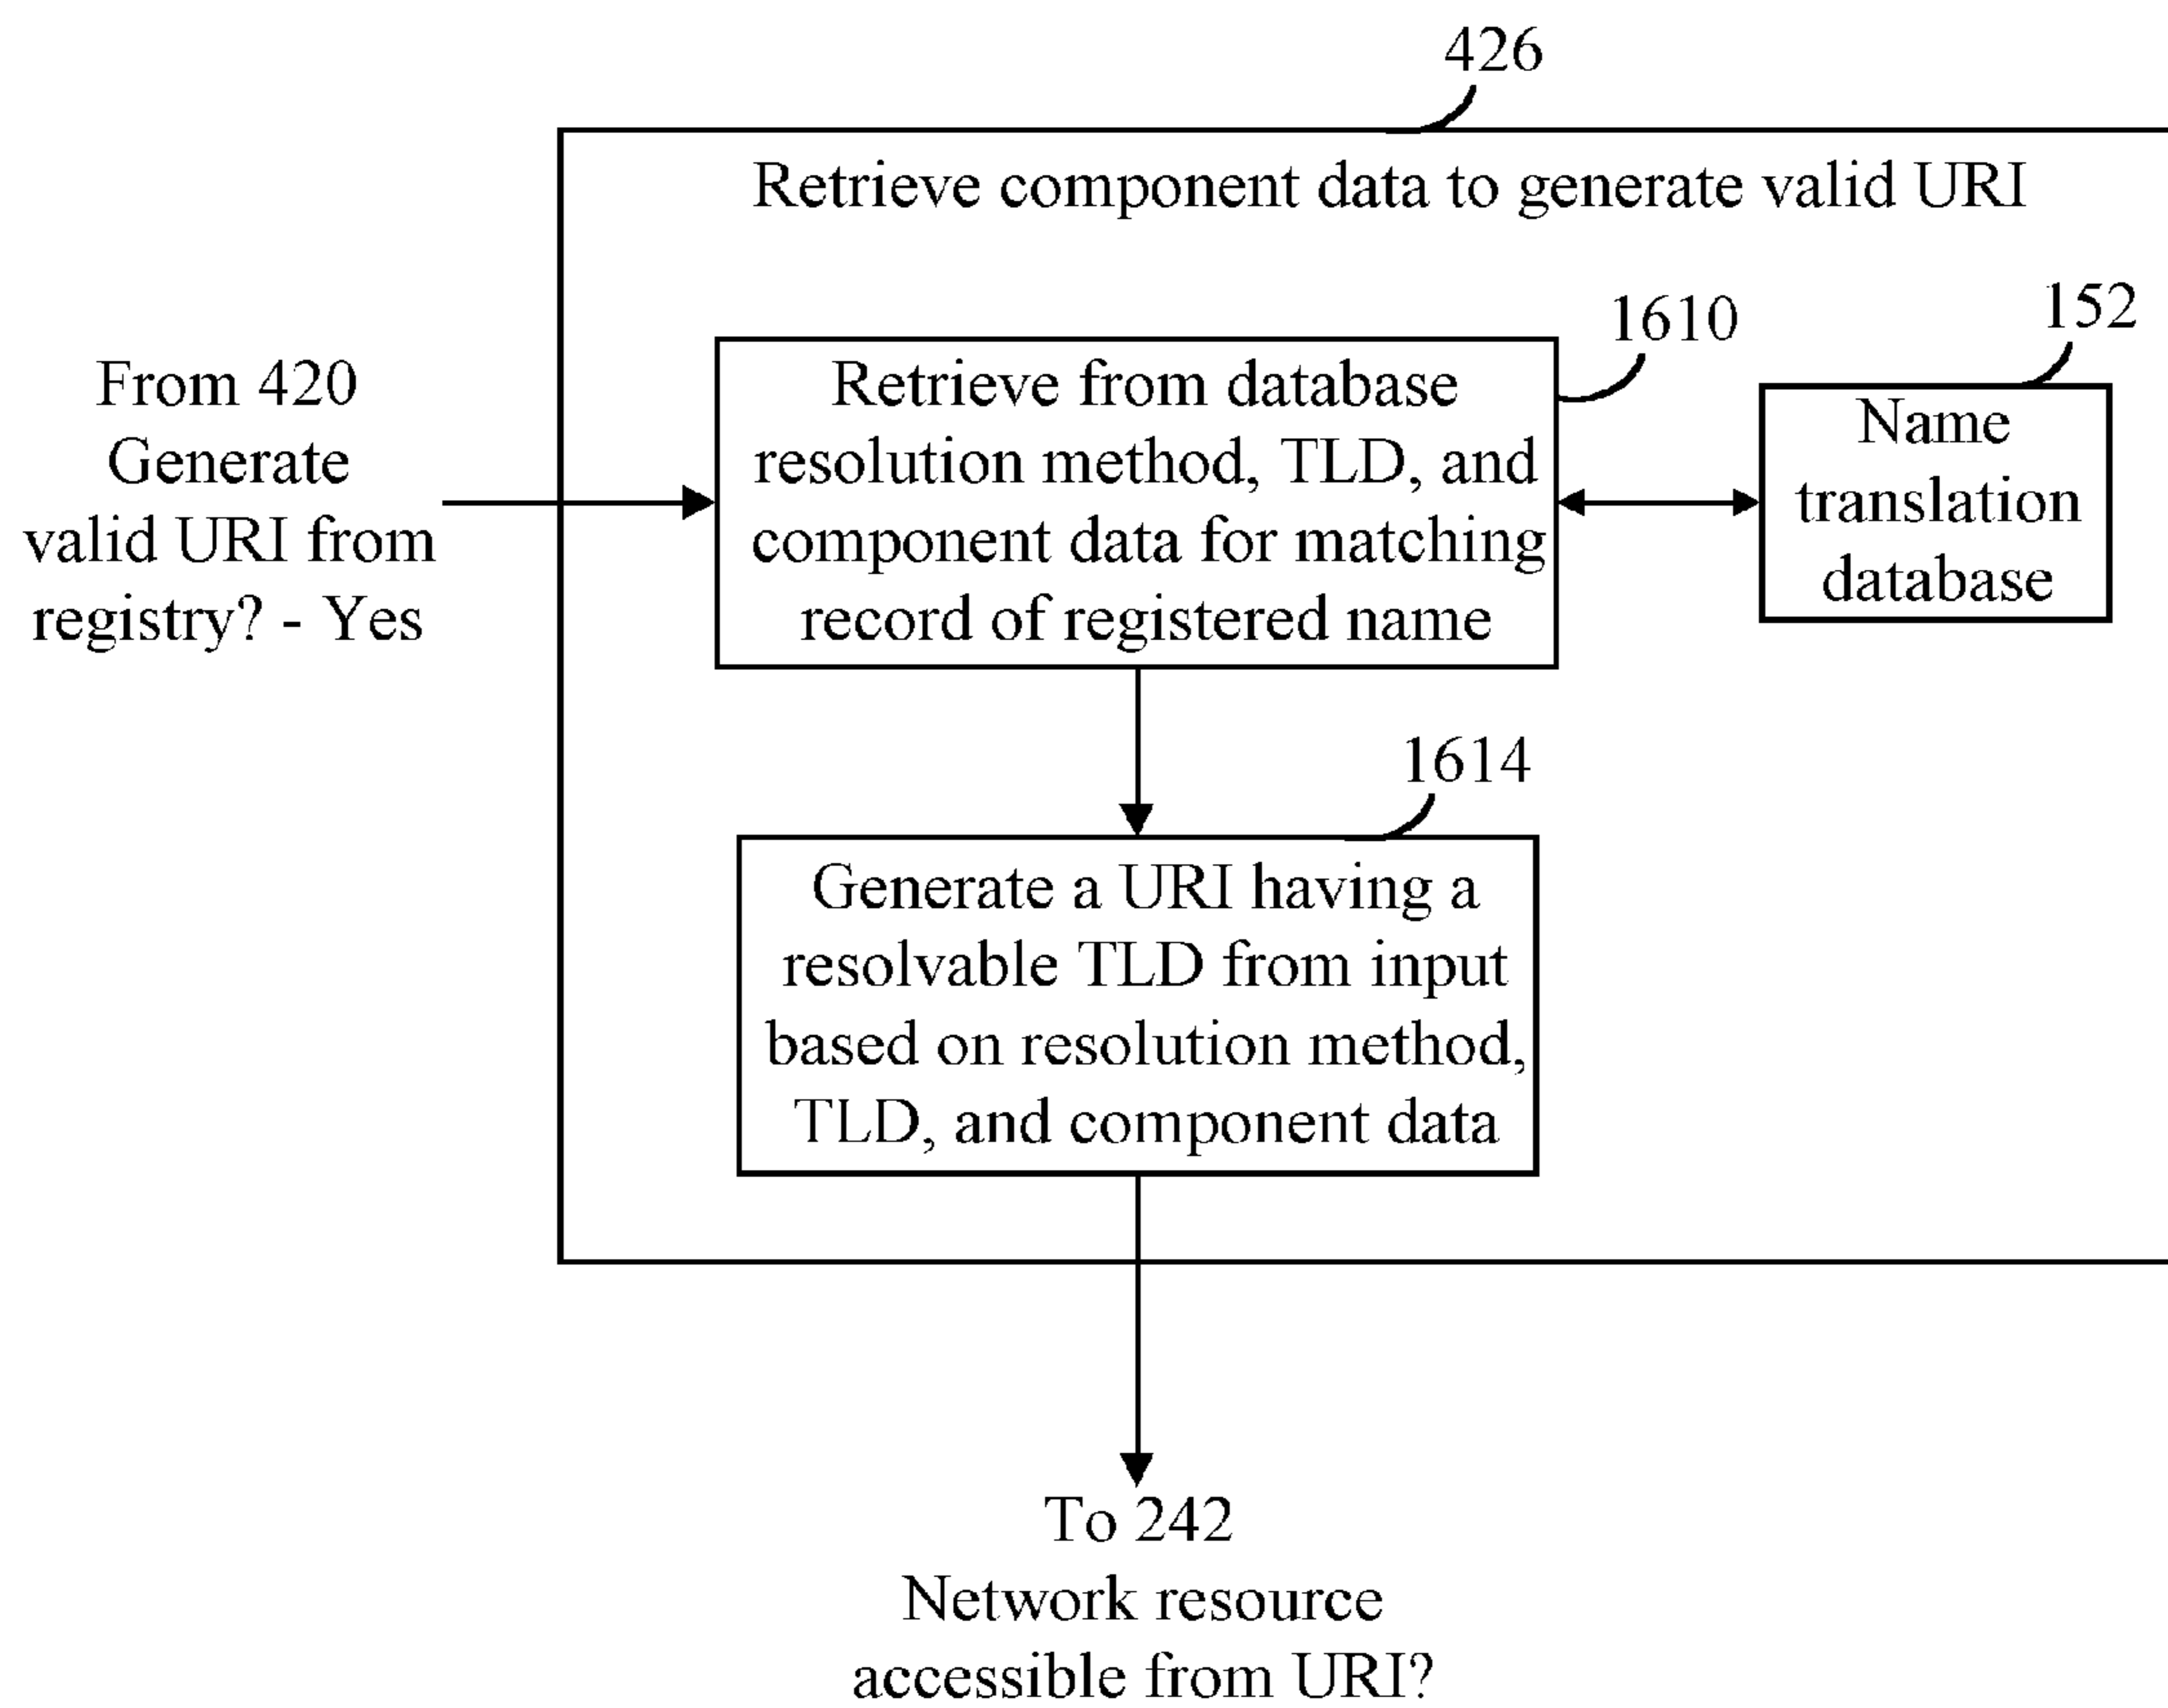 426
Retrieve component data to generate valid URI
1610
152
From 420
Generate
valid URI from
registry? - Yes
Retrieve from database
resolution method, TLD, and
component data for matching
record of registered name
Name
translation
database
1614
Generate a URI having a
resolvable TLD from input
based on resolution method,
TLD, and component data
To 242
Network resource
accessible from URI?